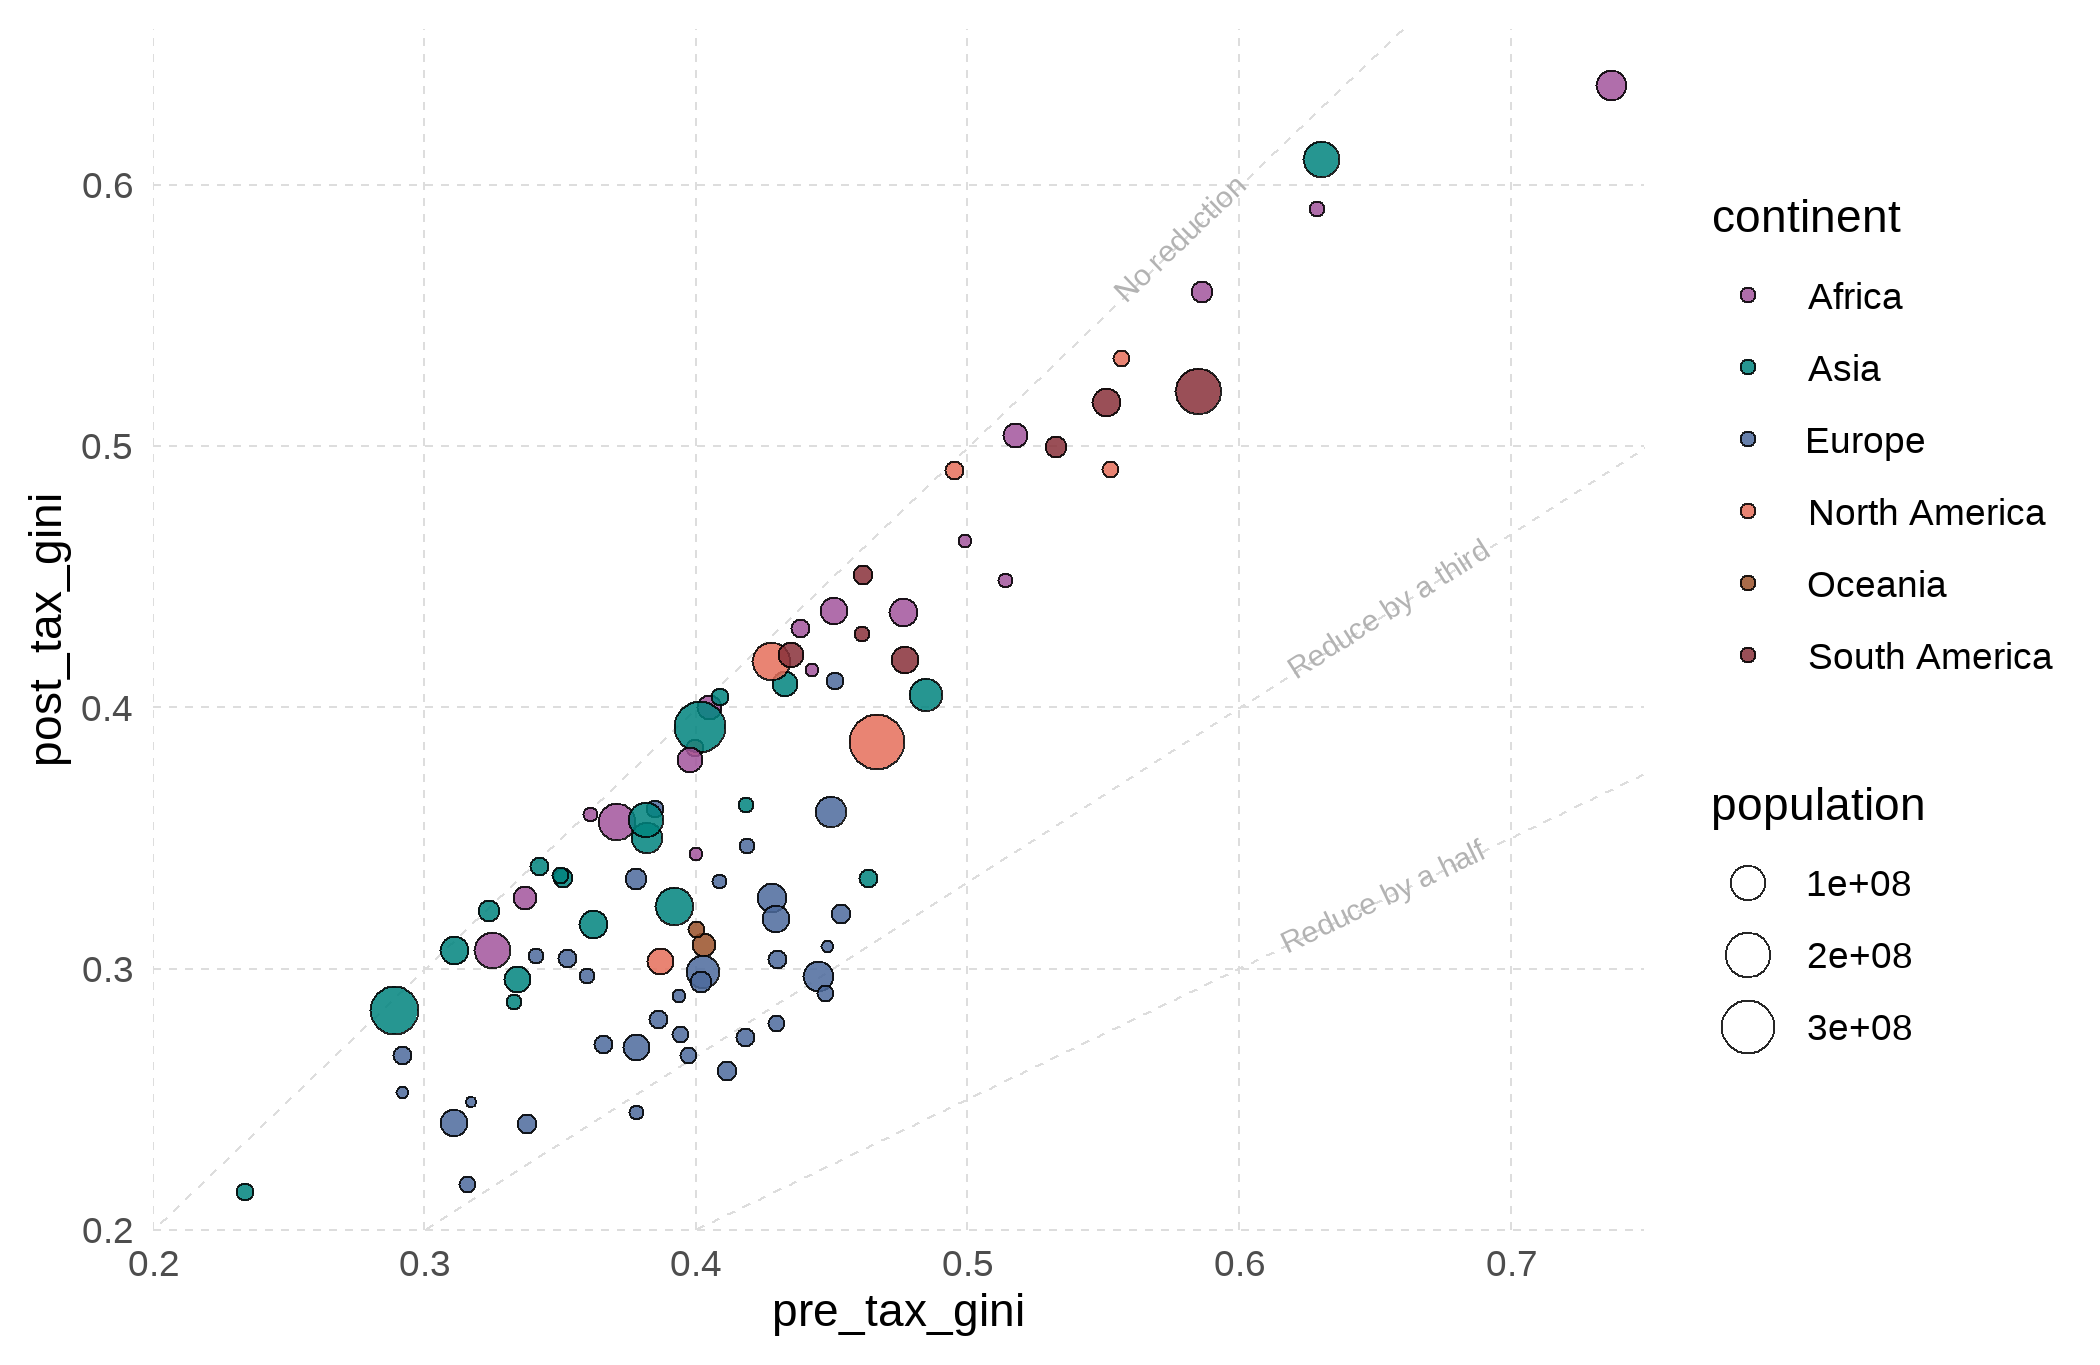 No reduction
Reduce by a third
Reduce by a half
0.6
0.5
0.4
0.3
0.2
0.2
0.3
0.4
0.5
0.6
0.7
pre_tax_gini
post_tax_gini
continent
Africa
Asia
Europe
North America
Oceania
South America
population
1e+08
2e+08
3e+08